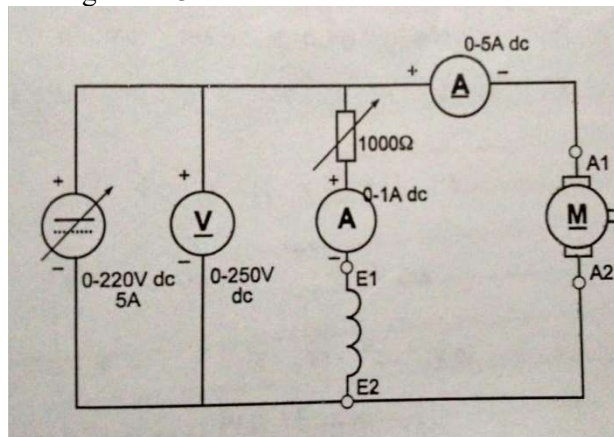 0-5A dc
+ A -
1000Ω
A1
+ + + 0-1A dc
V A M
- - -
0-220V dc 0-250V E1 A2
5A dc
E2